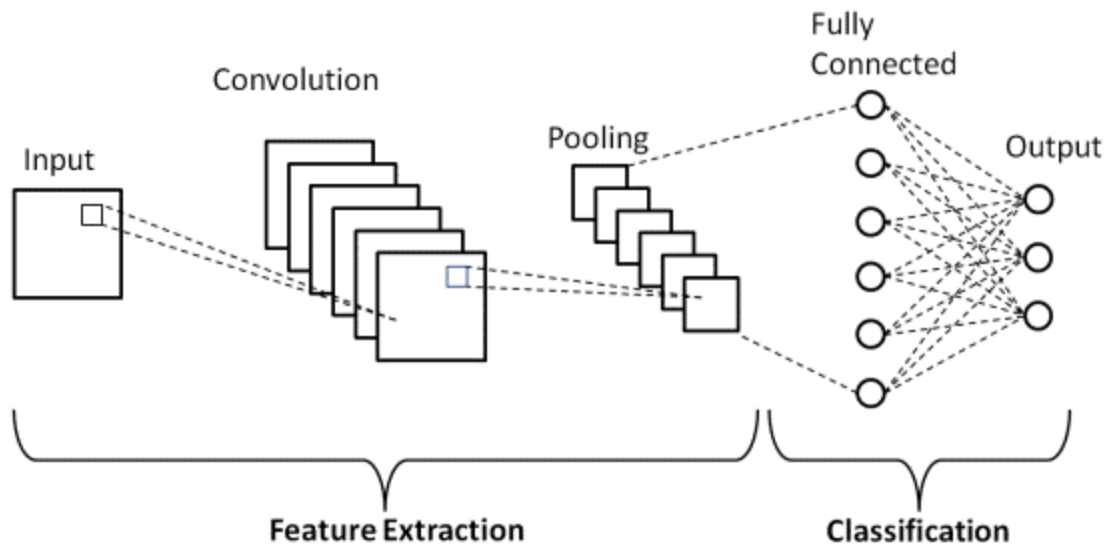 Input
Convolution
Pooling
Fully
Connected
Output
Feature Extraction
Classification